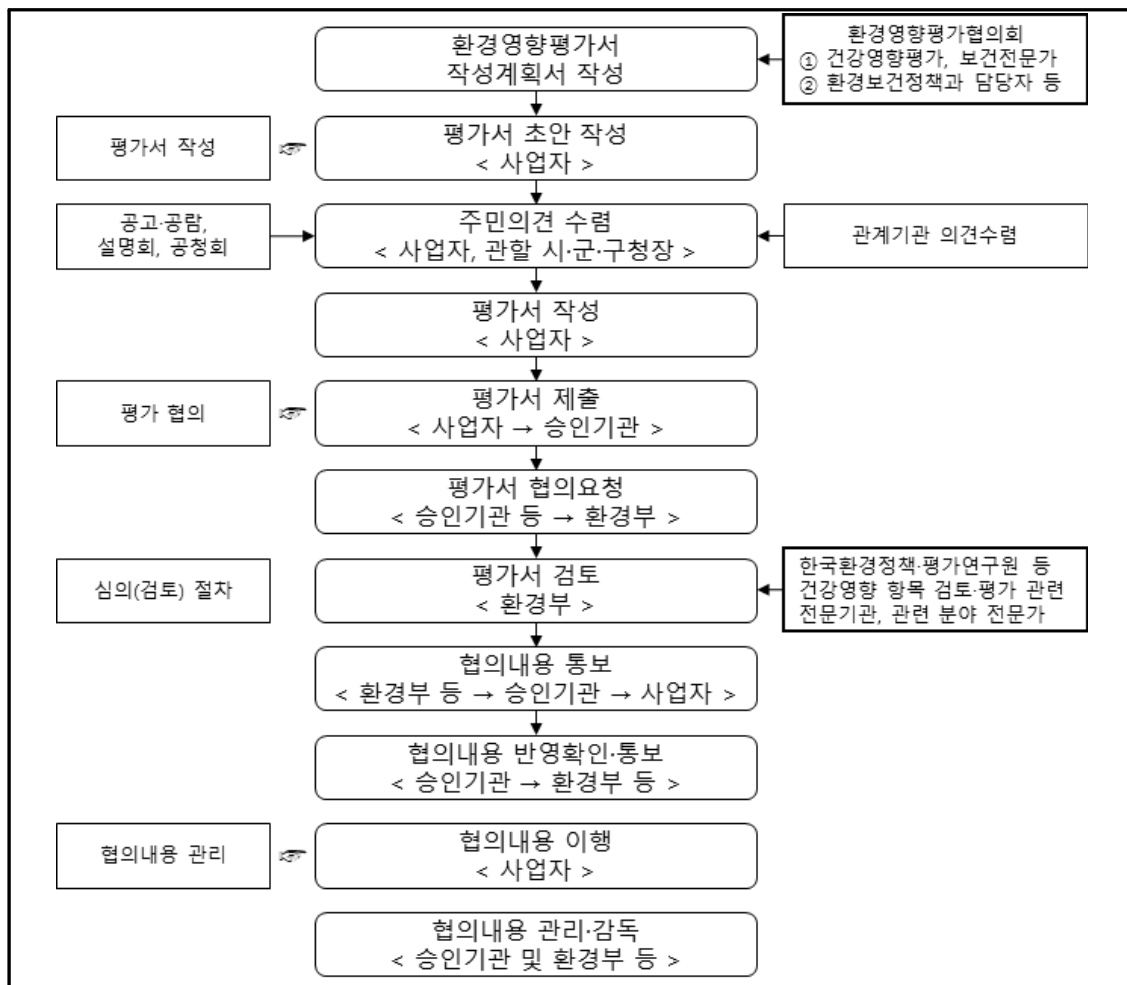 환경영향평가서
작성계획서 작성
환경영향평가협의회
① 건강영향평가, 보건전문가
② 환경보건정책과 담당자 등
평가서 작성
☞
평가서 초안 작성
< 사업자 >
공고·공람,
설명회, 공청회
주민의견 수렴
< 사업자, 관할 시·군·구청장 >
관계기관 의견수렴
평가서 작성
< 사업자 >
평가 협의
☞
평가서 제출
< 사업자 → 승인기관 >
평가서 협의요청
< 승인기관 등 → 환경부 >
심의(검토) 절차
평가서 검토
< 환경부 >
한국환경정책·평가연구원 등
건강영향 항목 검토·평가 관련
전문기관, 관련 분야 전문가
협의내용 통보
< 환경부 등 → 승인기관 → 사업자 >
협의내용 반영확인·통보
< 승인기관 → 환경부 등 >
협의내용 관리
☞
협의내용 이행
< 사업자 >
협의내용 관리·감독
< 승인기관 및 환경부 등 >